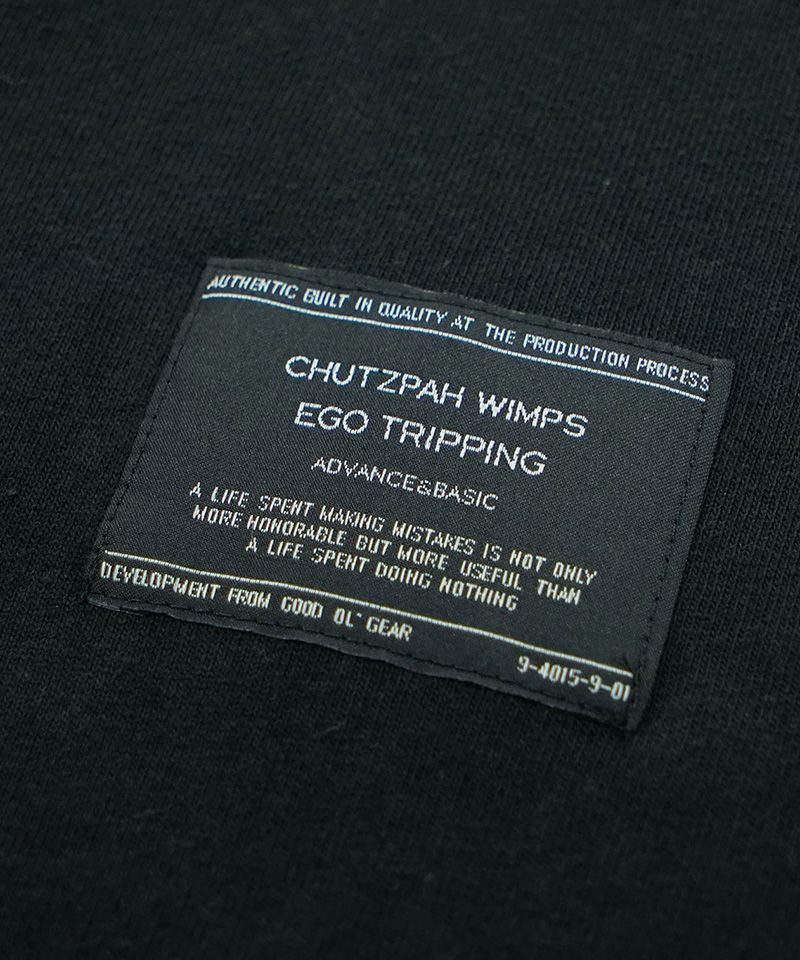 AUTHENTIC BUILT IN QUALITY AT THE PRODUCTION PROCESS
CHUTZPAH WIMPS
EGO TRIPPING
ADVANCE&BASIC
A LIFE SPENT MAKING MISTAKES IS NOT ONLY
MORE HONORABLE BUT MORE USEFUL THAN
A LIFE SPENT DOING NOTHING
DEVELOPMENT FROM GOOD OL' GEAR
9-4015-9-01